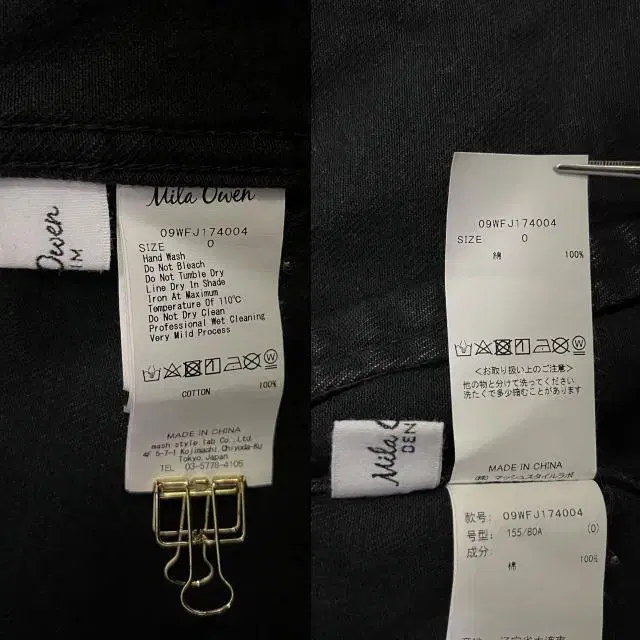 Owen
IM
Mila Owen
09WFJ174004
SIZE 0
Hand Wash
Do Not Bleach
Do Not Tumble Dry
Line Dry In Shade
Iron At Maximum
Temperature Of 110℃
Do Not Dry Clean
Professional Wet Cleaning
Very Mild Process
COTTON 100%
MADE IN CHINA
mash style lab Co., Ltd.
4F 5-7-1 Kojimachi, Chiyoda-Ku
Tokyo, Japan
TEL 03-5778-4105
09WFJ174004
SIZE 0
綿 100%
<お取り扱い上のご注意>
他の物と分けて洗ってください
洗たくで多少縮むことがあります
MADE IN CHINA
(株) マッシュスタイルラボ
Mila O
DEN
款号: 09WFJ174004
号型: 155/80A (0)
成分:
棉 100%